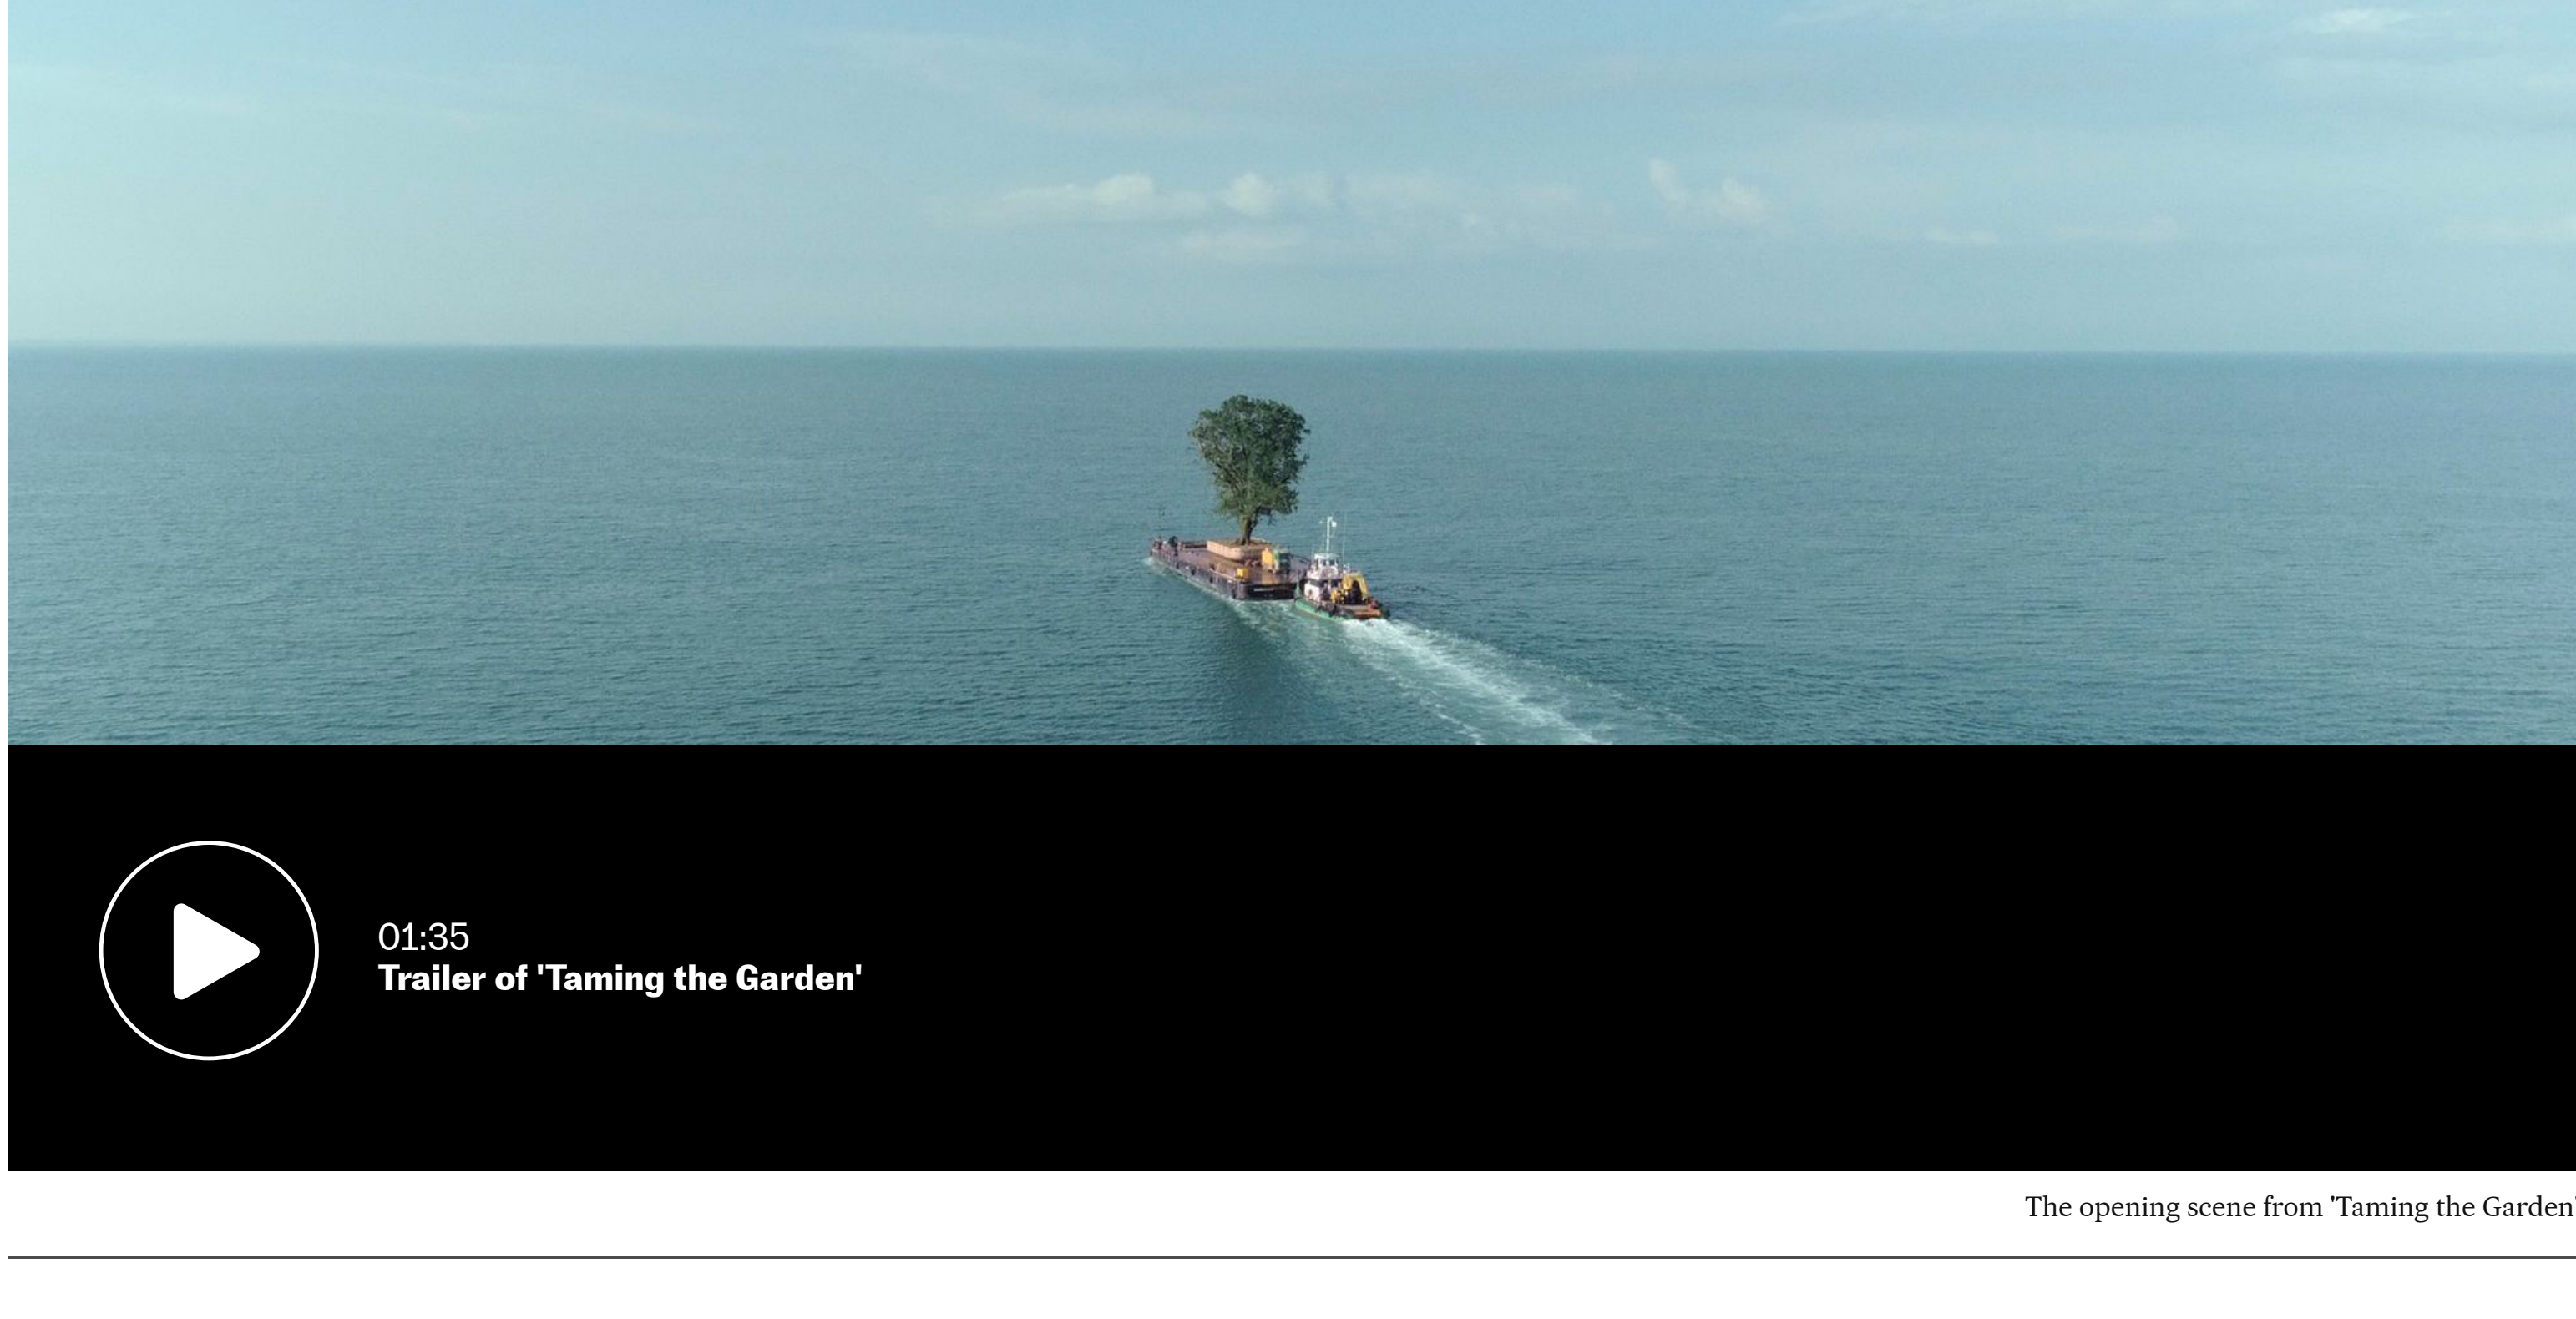 01:35
Trailer of 'Taming the Garden'
The opening scene from 'Taming the Garden'